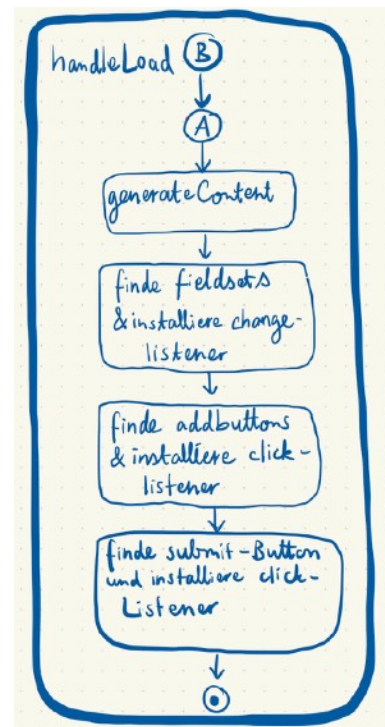 handleLoad B
A
generateContent
finde fieldsets
& installiere change-
listener
finde addbuttons
& installiere click-
listener
finde submit-Button
und installiere click-
Listener